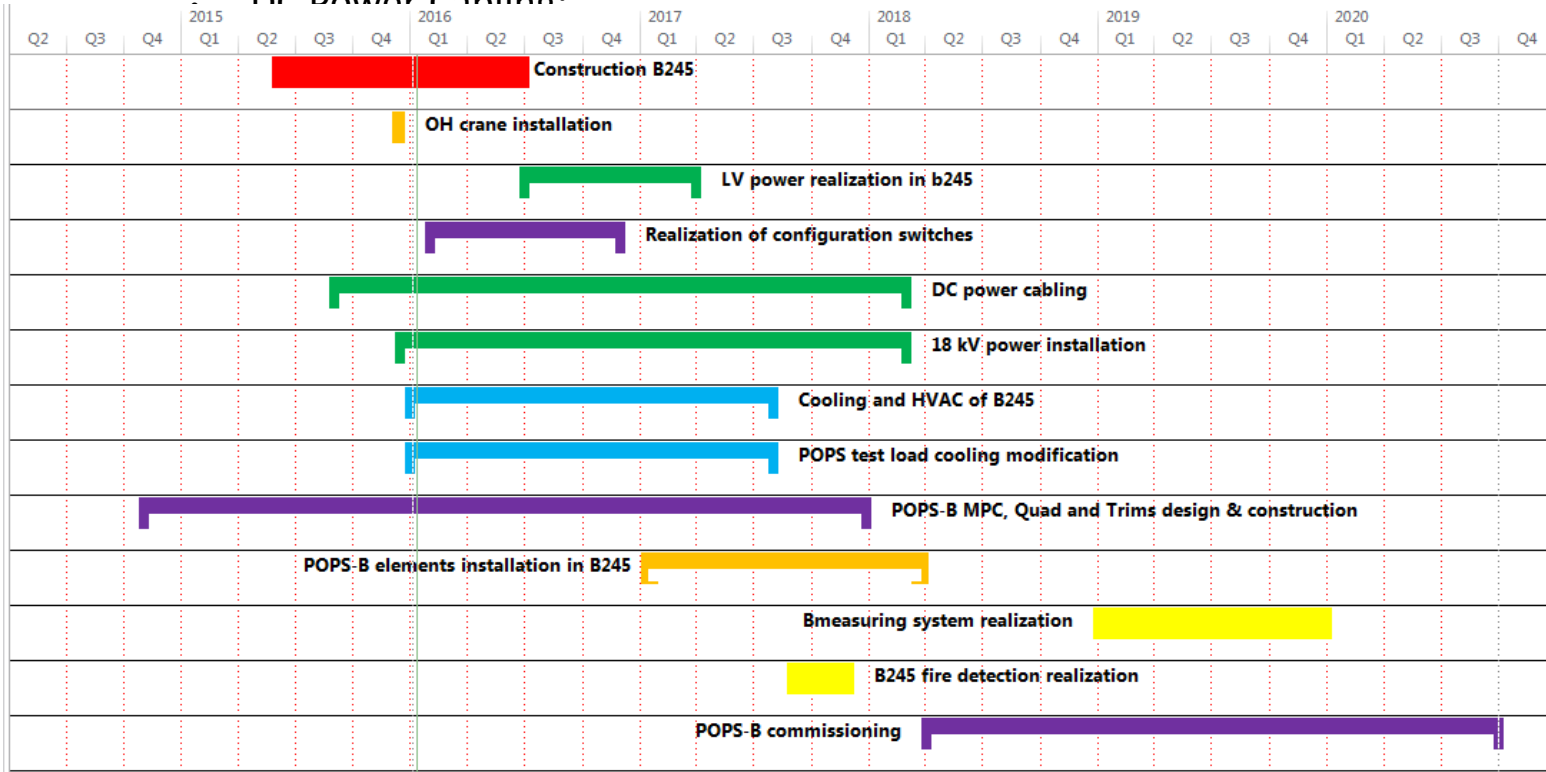 DC Power Cabling:
2015 2016 2017 2018 2019 2020
Q2 Q3 Q4 Q1 Q2 Q3 Q4 Q1 Q2 Q3 Q4 Q1 Q2 Q3 Q4 Q1 Q2 Q3 Q4 Q1 Q2 Q3 Q4 Q1 Q2 Q3 Q4
Construction B245
OH crane installation
LV power realization in b245
Realization of configuration switches
DC power cabling
18 kV power installation
Cooling and HVAC of B245
POPS test load cooling modification
POPS-B MPC, Quad and Trims design & construction
POPS-B elements installation in B245
Bmeasuring system realization
B245 fire detection realization
POPS-B commissioning